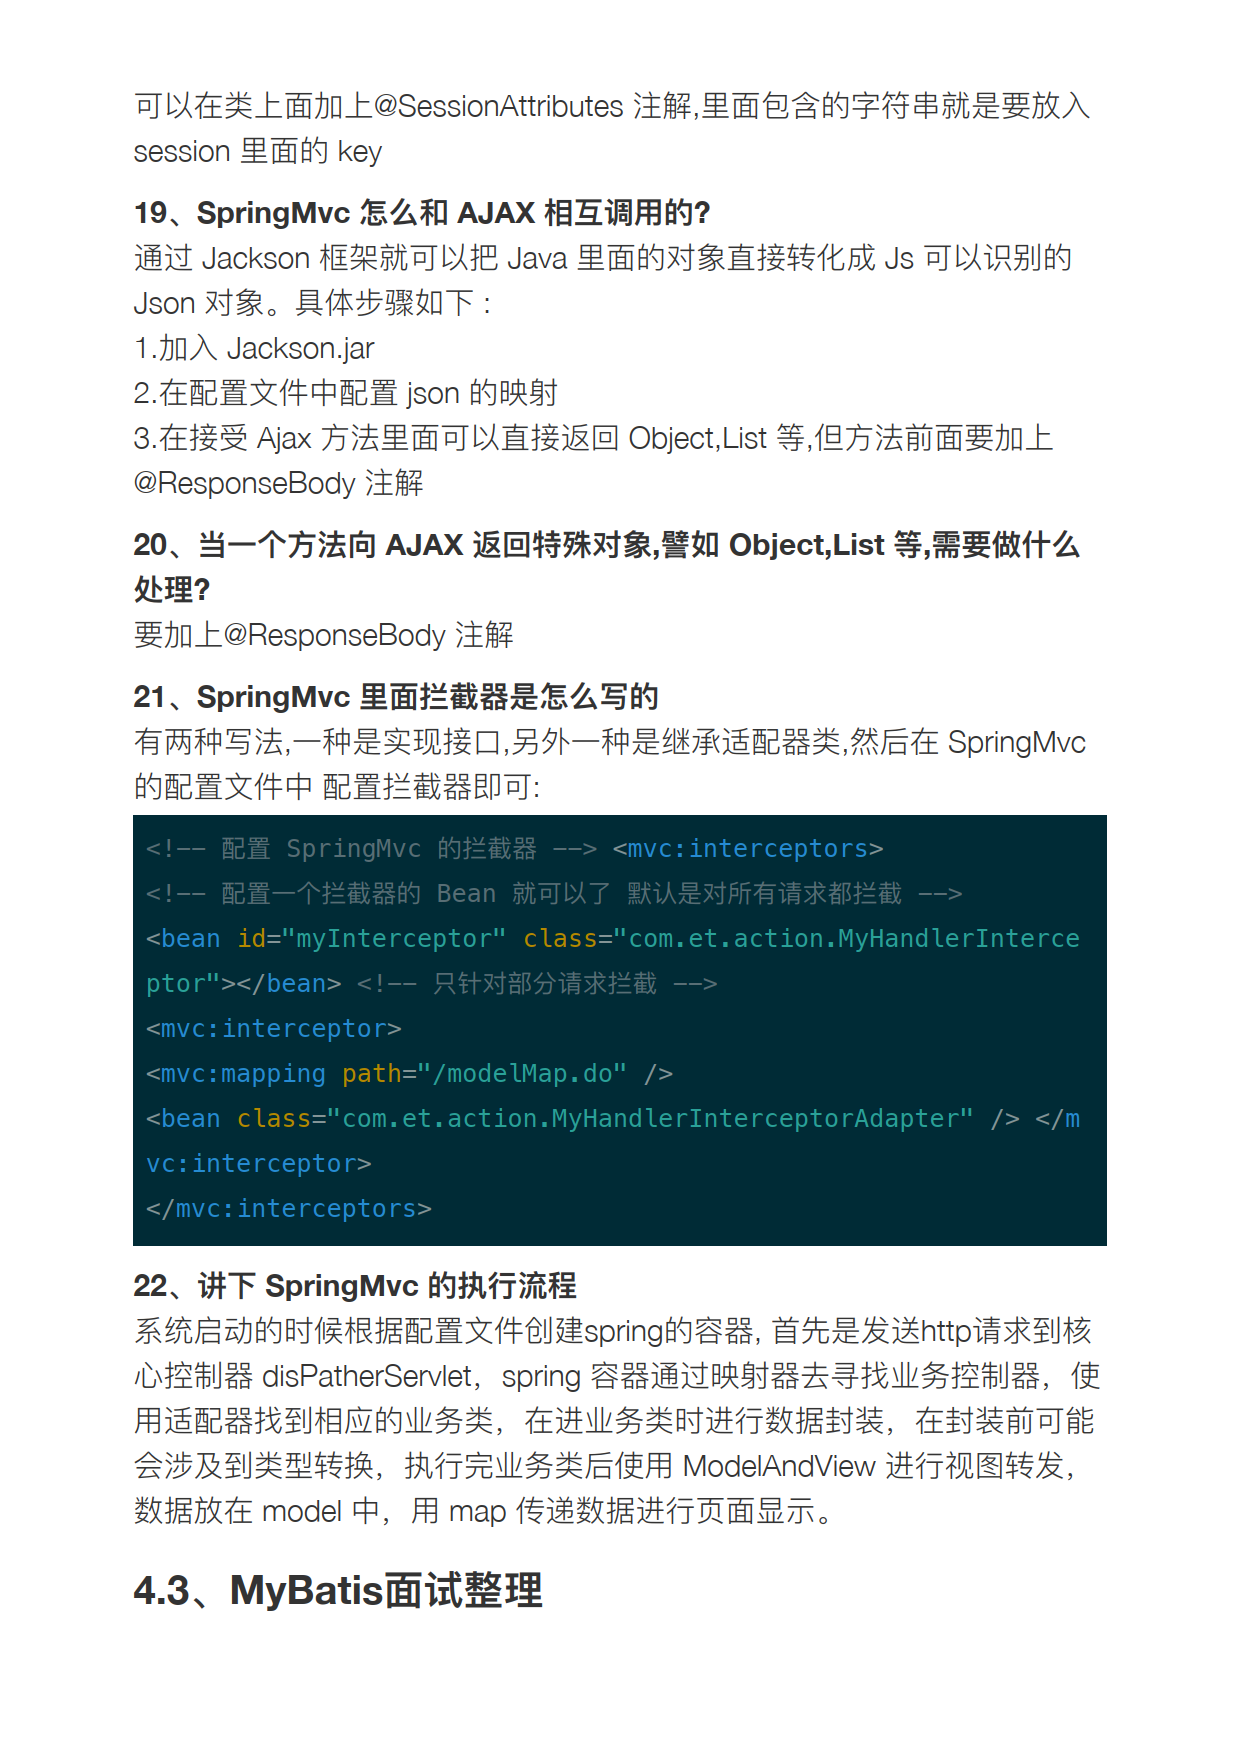 可以在类上面加上@SessionAttributes 注解,里面包含的字符串就是要放入
session 里面的 key
19、SpringMvc 怎么和 AJAX 相互调用的?
通过 Jackson 框架就可以把 Java 里面的对象直接转化成 Js 可以识别的
Json 对象。具体步骤如下 :
1.加入 Jackson.jar
2.在配置文件中配置 json 的映射
3.在接受 Ajax 方法里面可以直接返回 Object,List 等,但方法前面要加上
@ResponseBody 注解
20、当一个方法向 AJAX 返回特殊对象,譬如 Object,List 等,需要做什么
处理?
要加上@ResponseBody 注解
21、SpringMvc 里面拦截器是怎么写的
有两种写法,一种是实现接口,另外一种是继承适配器类,然后在 SpringMvc
的配置文件中 配置拦截器即可:
<!-- 配置 SpringMvc 的拦截器 --> <mvc:interceptors>
<!-- 配置一个拦截器的 Bean 就可以了 默认是对所有请求都拦截 -->
<bean id="myInterceptor" class="com.et.action.MyHandlerInterce
ptor"></bean> <!-- 只针对部分请求拦截 -->
<mvc:interceptor>
<mvc:mapping path="/modelMap.do" />
<bean class="com.et.action.MyHandlerInterceptorAdapter" /> </m
vc:interceptor>
</mvc:interceptors>
22、讲下 SpringMvc 的执行流程
系统启动的时候根据配置文件创建spring的容器, 首先是发送http请求到核
心控制器 disPatherServlet，spring 容器通过映射器去寻找业务控制器，使
用适配器找到相应的业务类，在进业务类时进行数据封装，在封装前可能
会涉及到类型转换，执行完业务类后使用 ModelAndView 进行视图转发，
数据放在 model 中，用 map 传递数据进行页面显示。
4.3、MyBatis面试整理